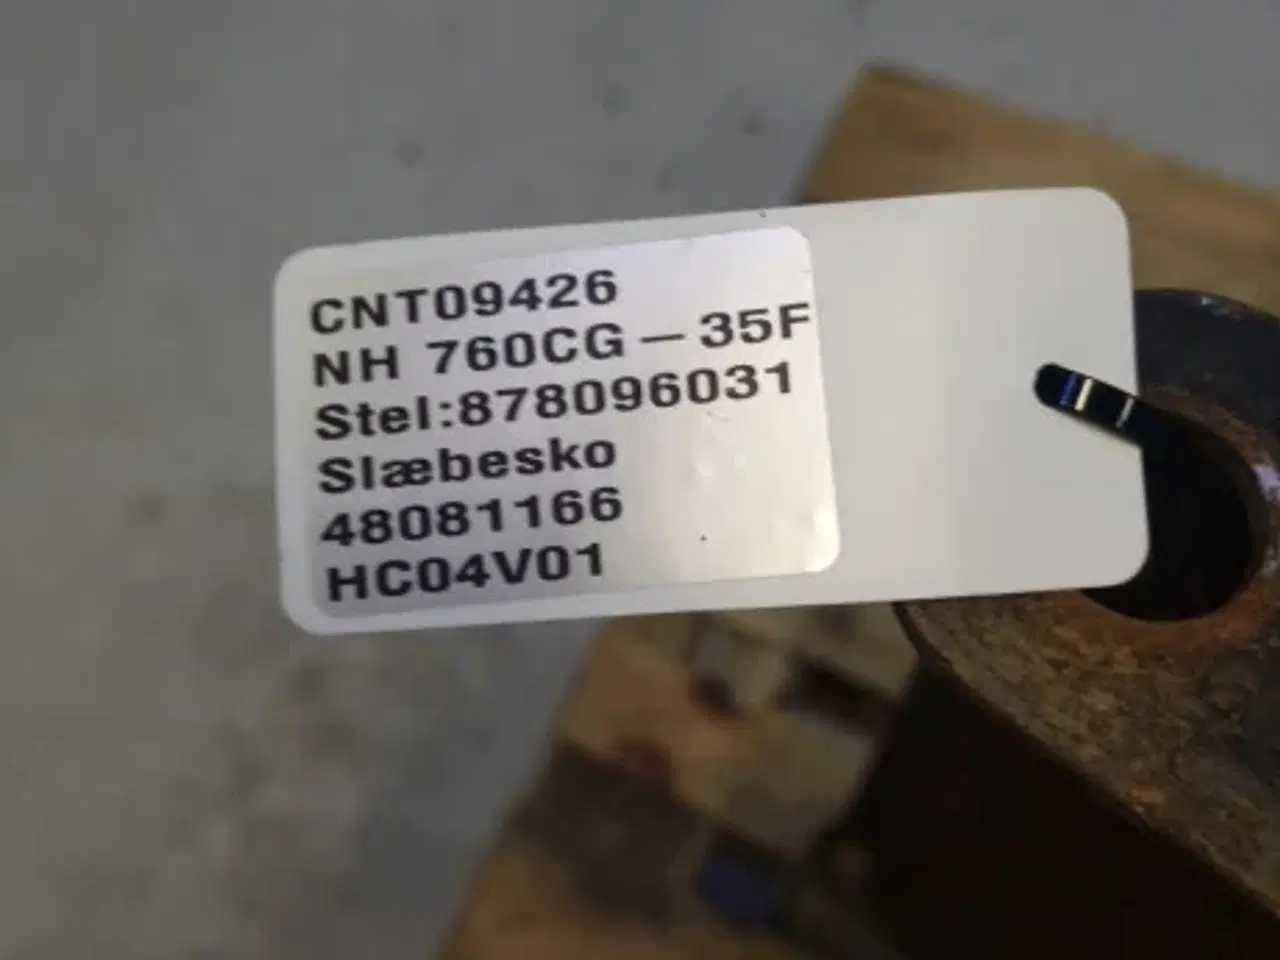 CNT09426
NH 760CG – 35F
Stel:878096031
Slæbesko
48081166
HC04V01